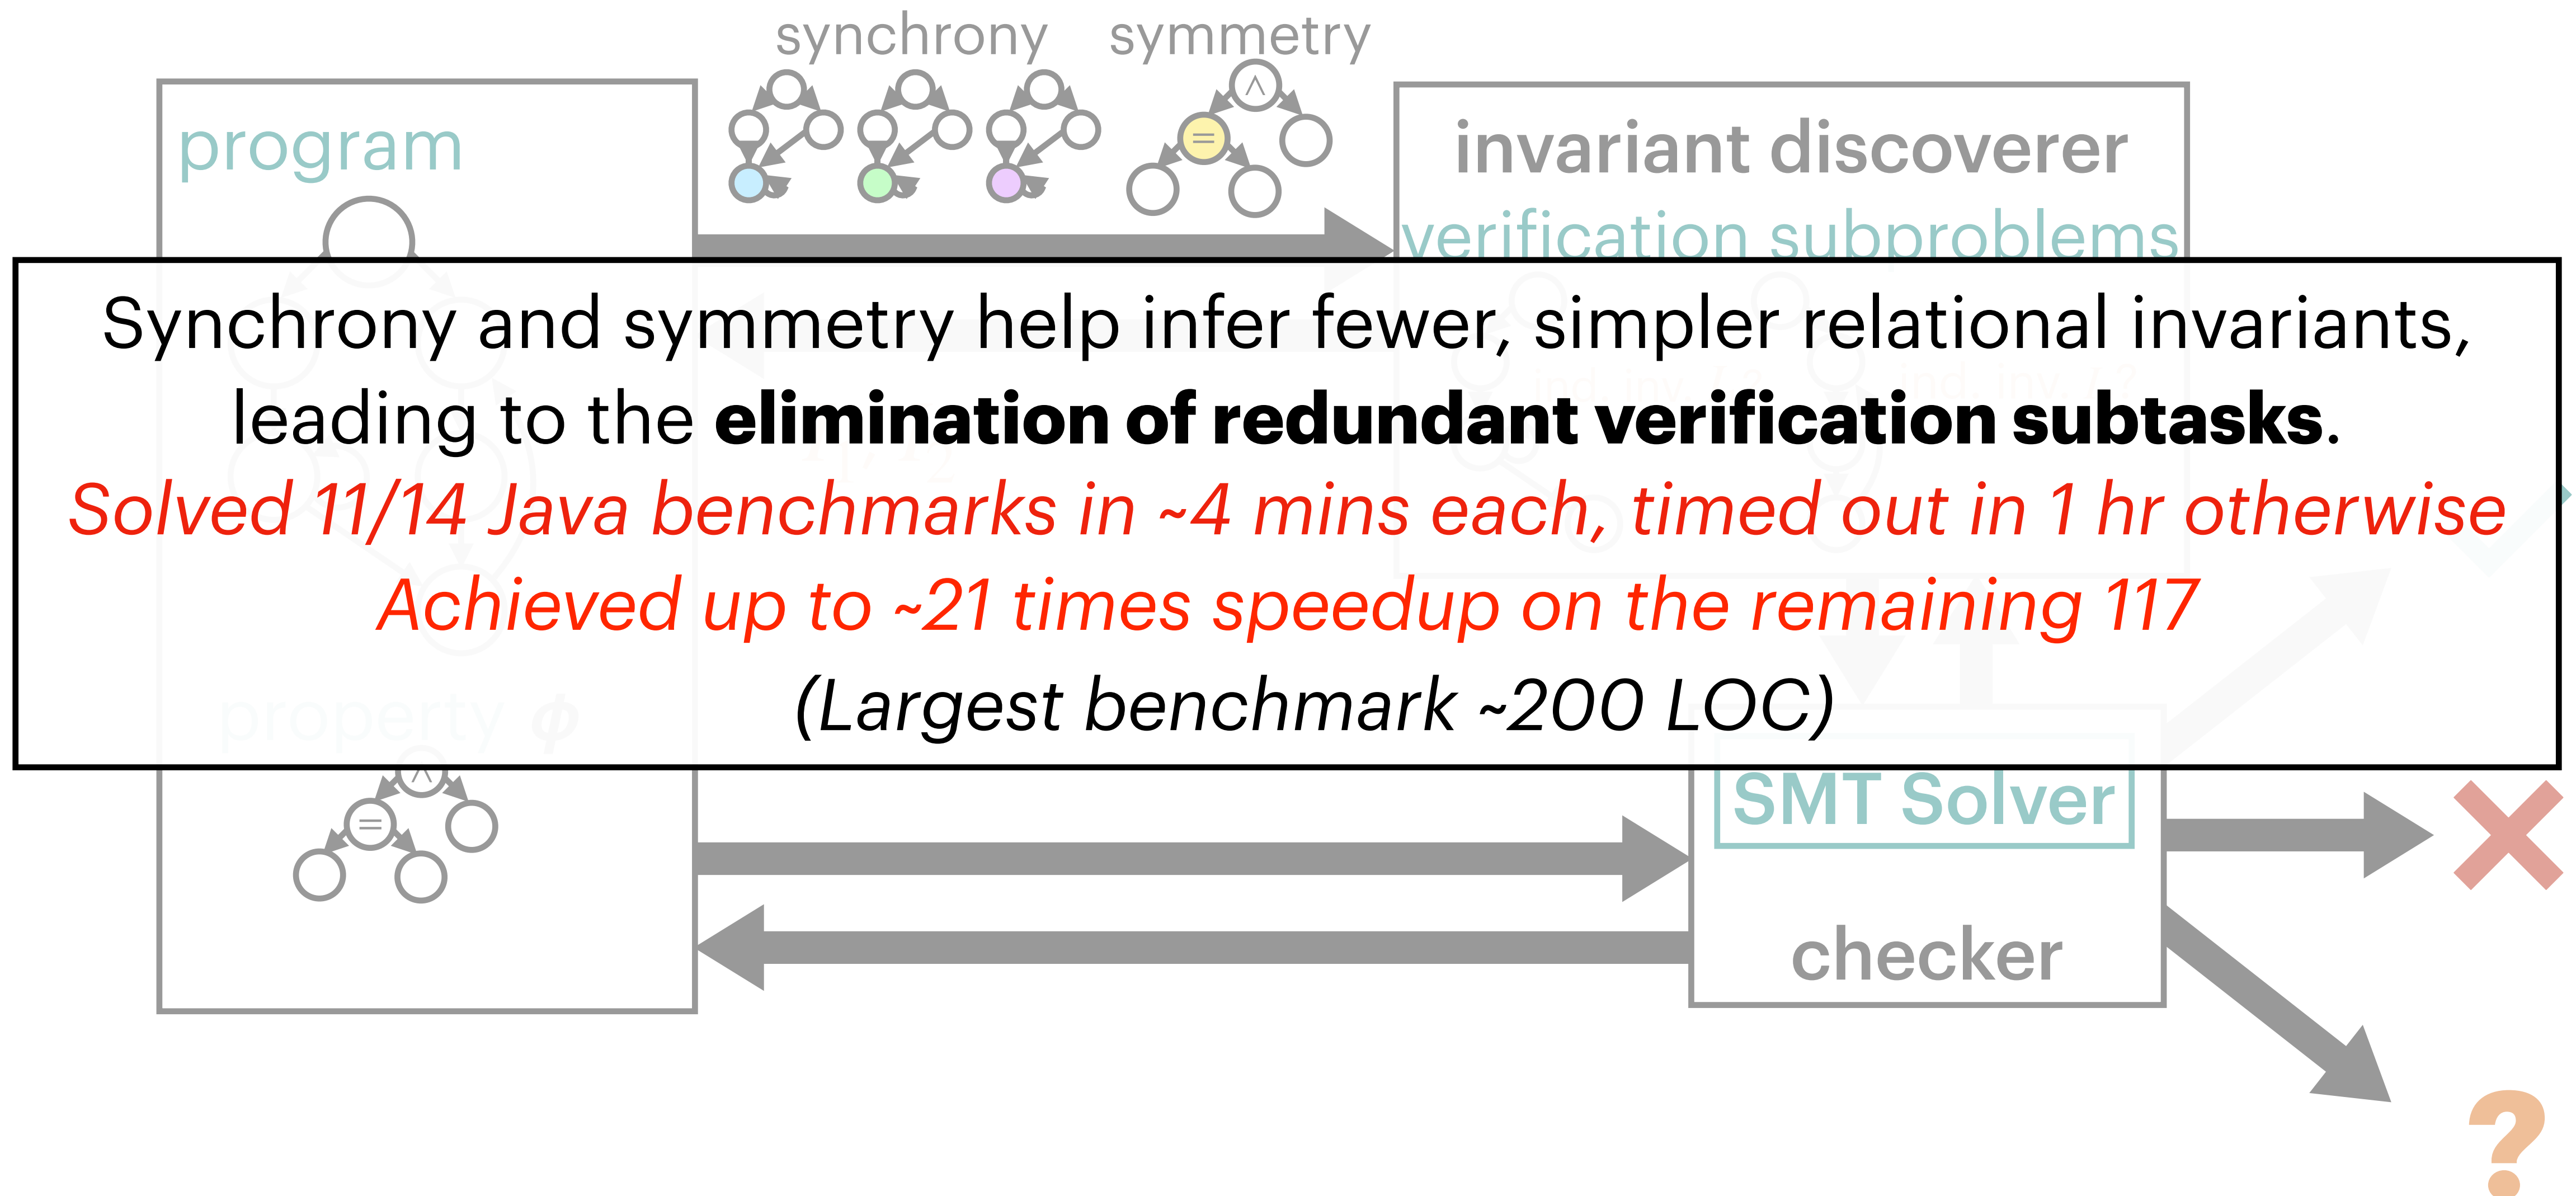 synchrony symmetry
∧
=
program
invariant discoverer
verification subproblems
Synchrony and symmetry help infer fewer, simpler relational invariants,
leading to the elimination of redundant verification subtasks.
Solved 11/14 Java benchmarks in ~4 mins each, timed out in 1 hr otherwise
Achieved up to ~21 times speedup on the remaining 117
(Largest benchmark ~200 LOC)
property ϕ
∧
=
SMT Solver
checker
?